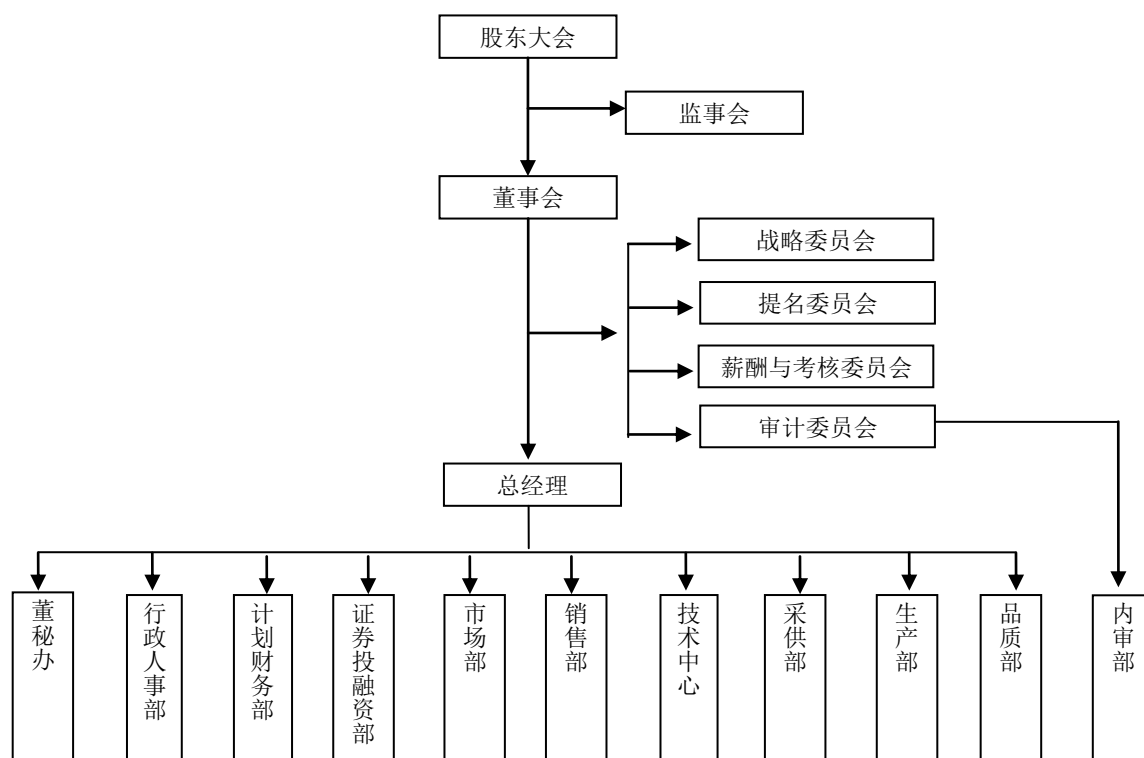 股东大会
监事会
董事会
战略委员会
提名委员会
薪酬与考核委员会
审计委员会
总经理
董秘办
行政人事部
计划财务部
证券投融资部
市场部
销售部
技术中心
采供部
生产部
品质部
内审部